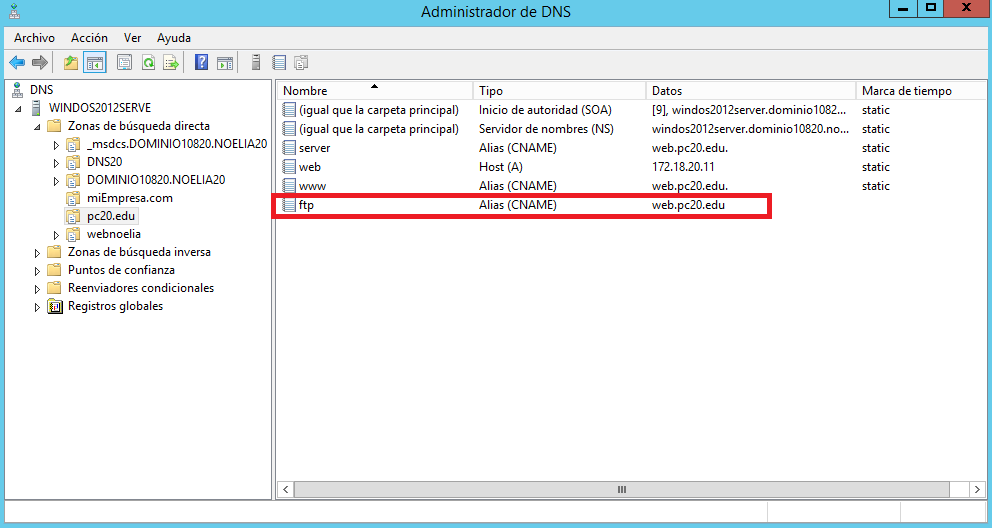 Administrador de DNS
Archivo Acción Ver Ayuda
DNS
WINDOS2012SERVE
Zonas de búsqueda directa
_msdcs.DOMINIO10820.NOELIA20
DNS20
DOMINIO10820.NOELIA20
miEmpresa.com
pc20.edu
webnoelia
Zonas de búsqueda inversa
Puntos de confianza
Reenviadores condicionales
Registros globales
Nombre Tipo Datos Marca de tiempo
(igual que la carpeta principal) Inicio de autoridad (SOA) [9], windos2012server.dominio1082... static
(igual que la carpeta principal) Servidor de nombres (NS) windos2012server.dominio10820.no... static
server Alias (CNAME) web.pc20.edu. static
web Host (A) 172.18.20.11 static
www Alias (CNAME) web.pc20.edu. static
ftp Alias (CNAME) web.pc20.edu